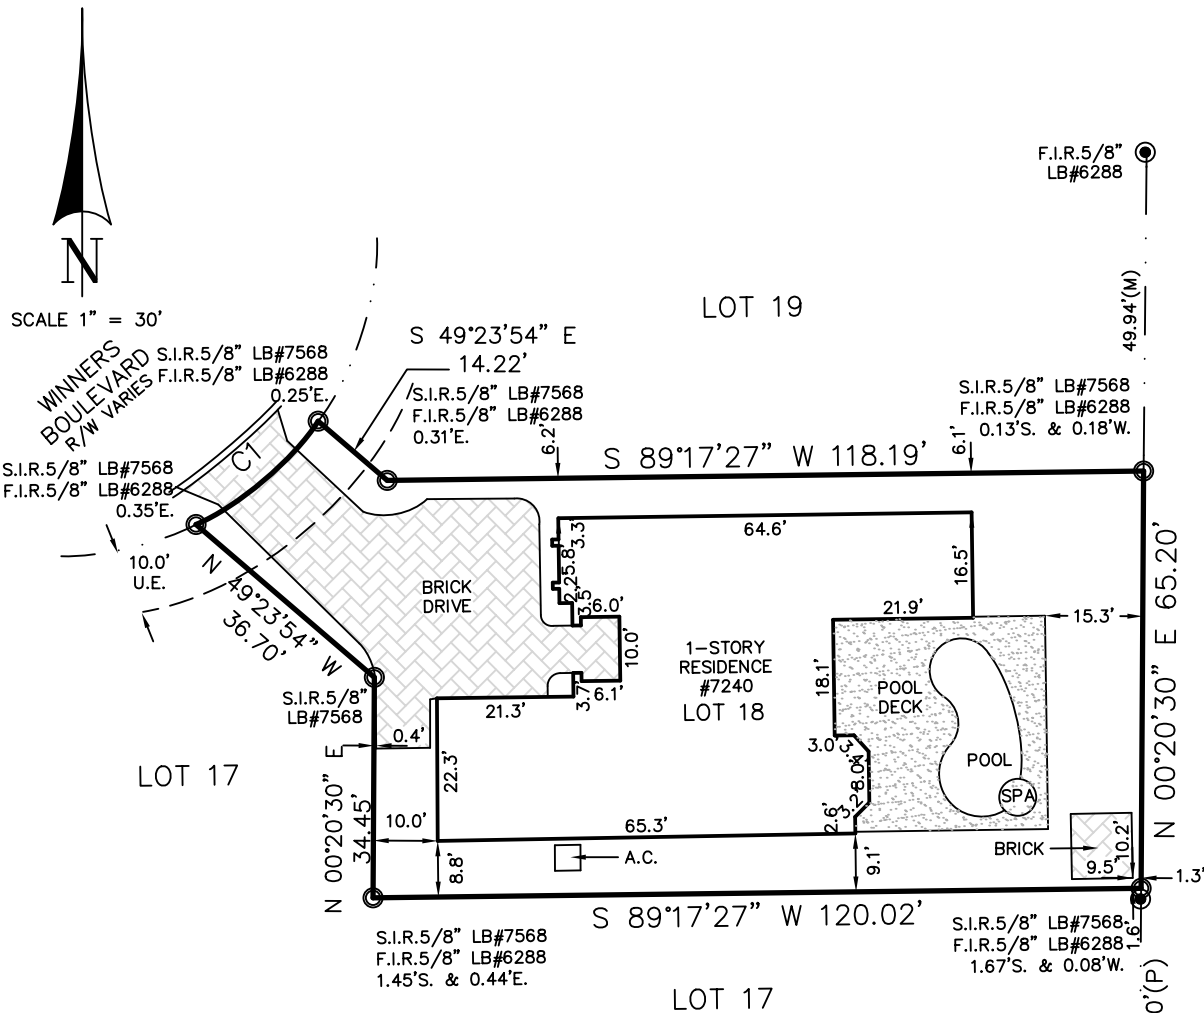 F.I.R.5/8"
LB#6288
N
SCALE 1" = 30'
LOT 19
49.94'(M)
WINNERS
BOULEVARD
R/W VARIES
S.I.R.5/8" LB#7568
F.I.R.5/8" LB#6288
0.25'E.
S 49°23'54" E
14.22'
S.I.R.5/8" LB#7568
F.I.R.5/8" LB#6288
0.31'E.
S.I.R.5/8" LB#7568
F.I.R.5/8" LB#6288
0.13'S. & 0.18'W.
6.2'
6.1'
S 89°17'27" W 118.19'
C1
S.I.R.5/8" LB#7568
F.I.R.5/8" LB#6288
0.35'E.
10.0'
U.E.
N 49°23'54" W
36.70'
BRICK
DRIVE
3.3'
64.6'
5.8'
2.2'
3.5'
6.0'
10.0'
16.5'
21.9'
15.3'
N 00°20'30" E 65.20'
1-STORY
RESIDENCE
#7240
LOT 18
18.1'
POOL
DECK
POOL
SPA
S.I.R.5/8"
LB#7568
21.3'
3.7'
6.1'
0.4'
3.0'
8.0'
3.2'
2.6'
LOT 17
N 00°20'30" E
34.45'
22.3'
10.0'
65.3'
8.8'
A.C.
9.1'
BRICK
10.2'
9.5'
1.3'
S 89°17'27" W 120.02'
S.I.R.5/8" LB#7568
F.I.R.5/8" LB#6288
1.45'S. & 0.44'E.
S.I.R.5/8" LB#7568
F.I.R.5/8" LB#6288
1.67'S. & 0.08'W.
1.6'
0'(P)
LOT 17